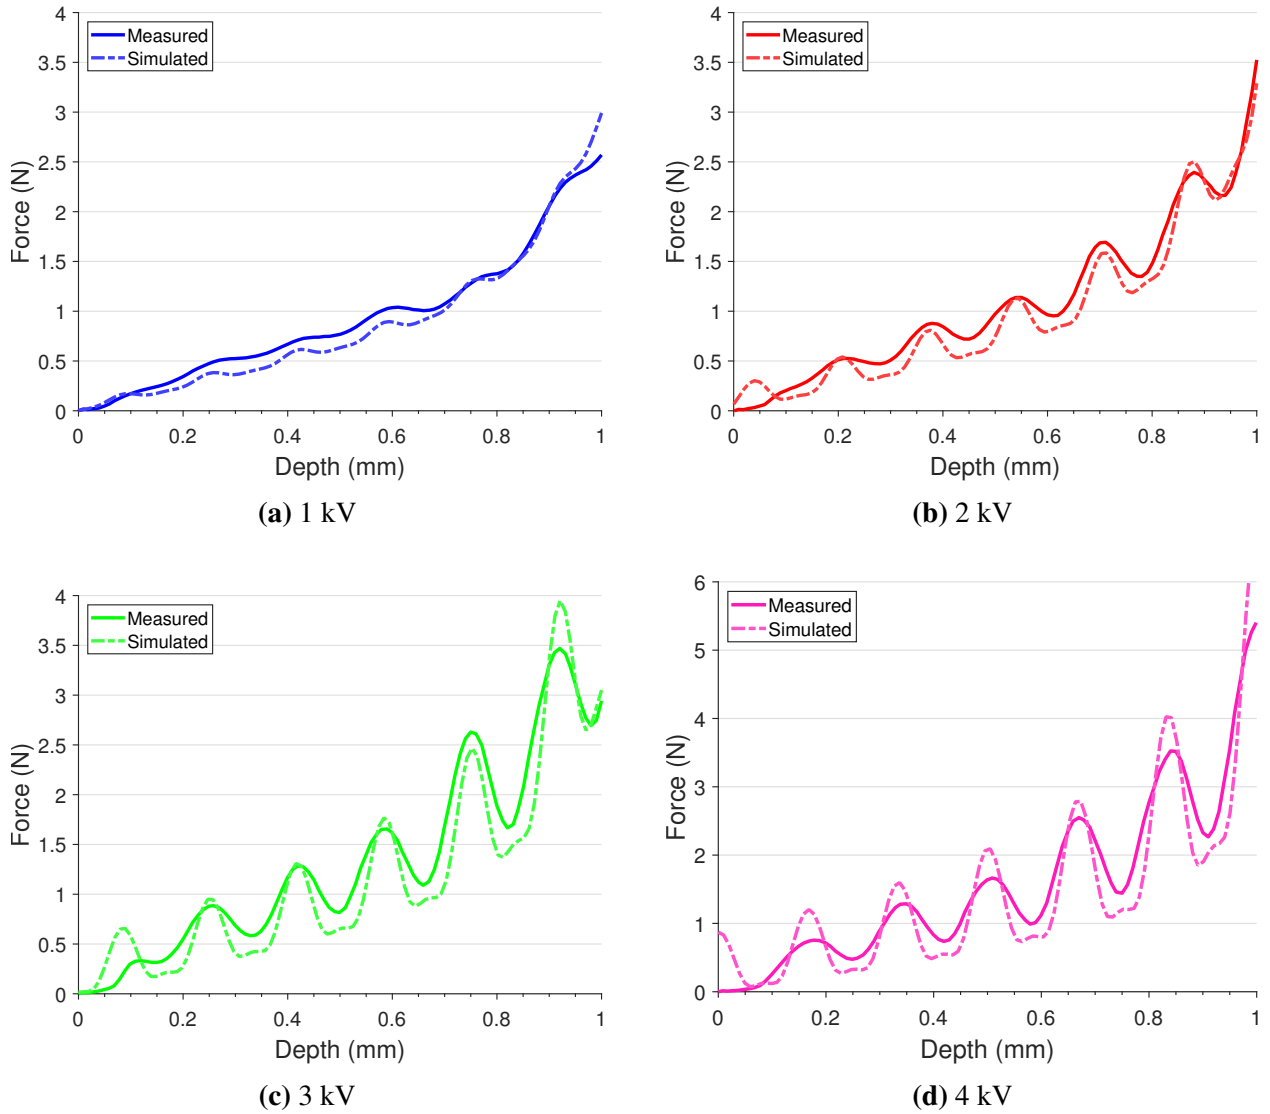 4
3.5
3
2.5
2
1.5
1
0.5
0
Force (N)
Measured
Simulated
0 0.2 0.4 0.6 0.8 1
Depth (mm)
(a) 1 kV
4
3.5
3
2.5
2
1.5
1
0.5
0
Force (N)
Measured
Simulated
0 0.2 0.4 0.6 0.8 1
Depth (mm)
(b) 2 kV
4
3.5
3
2.5
2
1.5
1
0.5
0
Force (N)
Measured
Simulated
0 0.2 0.4 0.6 0.8 1
Depth (mm)
(c) 3 kV
6
5
4
3
2
1
0
Force (N)
Measured
Simulated
0 0.2 0.4 0.6 0.8 1
Depth (mm)
(d) 4 kV